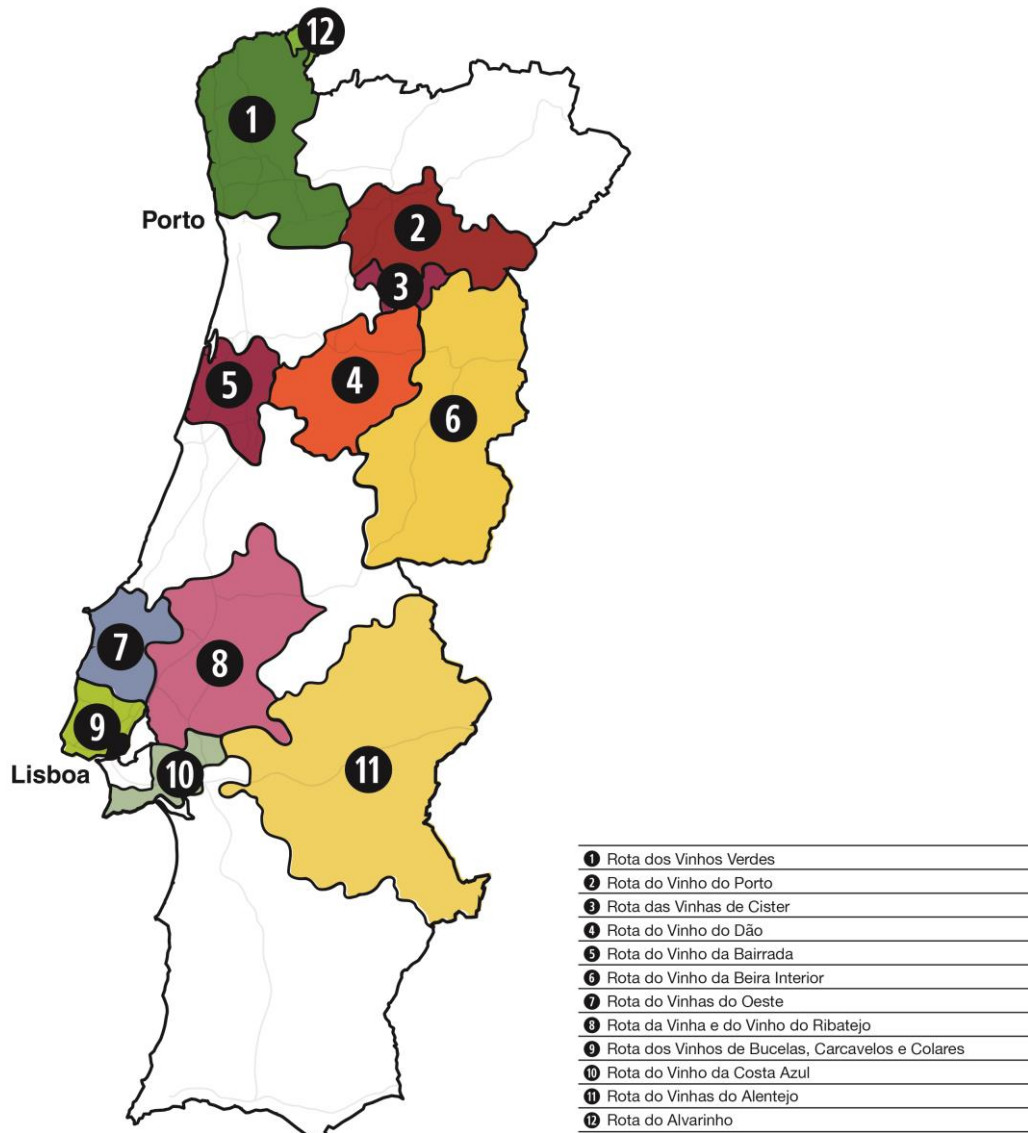 12
1
Porto
2
3
4
5
6
7
8
9
Lisboa
10
11
1 Rota dos Vinhos Verdes
2 Rota do Vinho do Porto
3 Rota das Vinhas de Cister
4 Rota do Vinho do Dão
5 Rota do Vinho da Bairrada
6 Rota do Vinho da Beira Interior
7 Rota do Vinhas do Oeste
8 Rota da Vinha e do Vinho do Ribatejo
9 Rota dos Vinhos de Bucelas, Carcavelos e Colares
10 Rota do Vinho da Costa Azul
11 Rota do Vinhas do Alentejo
12 Rota do Alvarinho